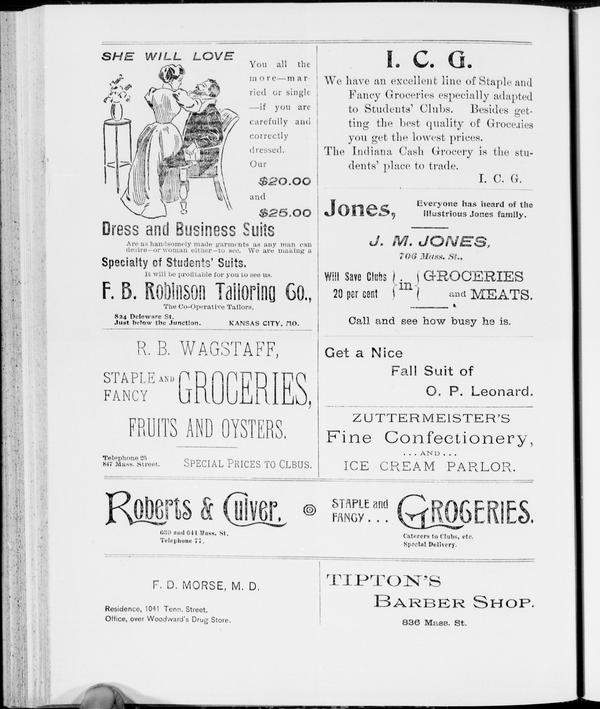 SHE WILL LOVE
You all the
more—mar-
ried or single
—if you are
carefully and
correctly
dressed.
Our
$20.00
and
$25.00
Dress and Business Suits
Are as handsomely made garments as any man can
desire—or woman either—to see. We are making a
Specialty of Students' Suits.
It will be profitable for you to see us.
F. B. Robinson Tailoring Co.,
The Co-Operative Tailors,
824 Deloware St.
Just below the Junction. KANSAS CITY, MO.
R. B. WAGSTAFF,
STAPLE AND
FANCY GROCERIES,
FRUITS AND OYSTERS.
Telephone 25
847 Mass. Street. SPECIAL PRICES TO CLBUS.
I. C. G.
We have an excellent line of Staple and
Fancy Groceries especially adapted
to Students' Clubs. Besides get-
ting the best quality of Groceries
you get the lowest prices.
The Indiana Cash Grocery is the stu-
dents' place to trade.
I. C. G.
Jones, Everyone has heard of the
Illustrious Jones family.
J. M. JONES,
706 Mass. St.,
Will Save Clubs
20 per cent in GROCERIES
and MEATS.
Call and see how busy he is.
Get a Nice
Fall Suit of
O. P. Leonard.
ZUTTERMEISTER'S
Fine Confectionery,
... AND ...
ICE CREAM PARLOR.
Roberts & Culver.
639 and 641 Mass. St.
Telephone 77.
STAPLE and
FANCY ... GROGERIES.
Caterers to Clubs, etc.
Special Delivery.
F. D. MORSE, M. D.
Residence, 1041 Tenn. Street.
Office, over Woodward's Drug Store.
TIPTON'S
BARBER SHOP.
836 Mass. St.